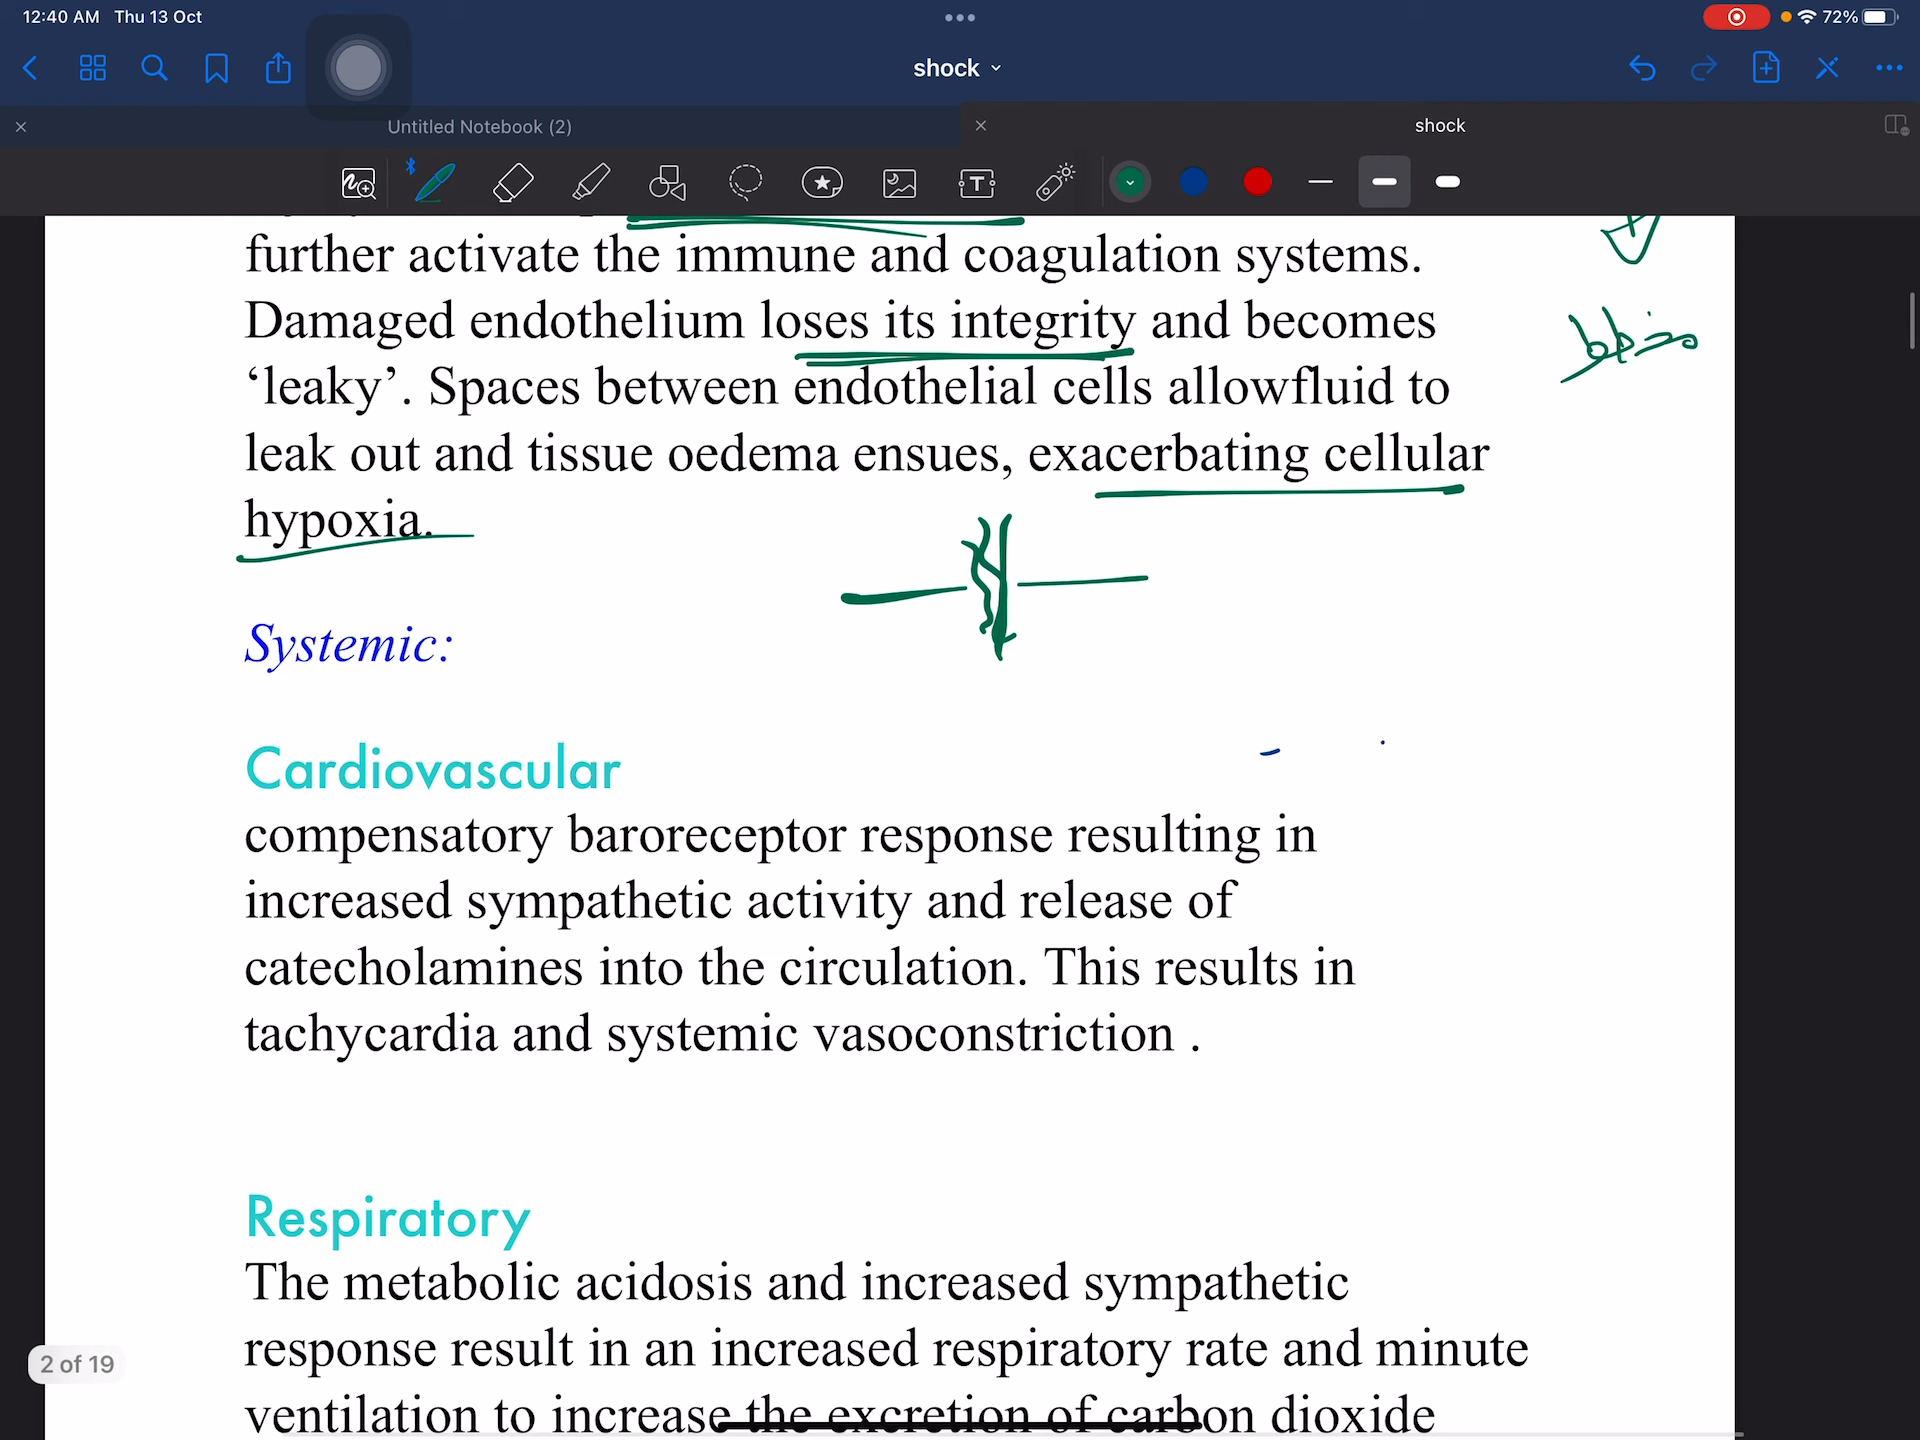 12:40 AM Thu 13 Oct
72%
shock
Untitled Notebook (2)
shock
T
further activate the immune and coagulation systems.
Damaged endothelium loses its integrity and becomes
‘leaky’. Spaces between endothelial cells allowfluid to
leak out and tissue oedema ensues, exacerbating cellular
hypoxia.
Systemic:
Cardiovascular
compensatory baroreceptor response resulting in
increased sympathetic activity and release of
catecholamines into the circulation. This results in
tachycardia and systemic vasoconstriction .
Respiratory
The metabolic acidosis and increased sympathetic
response result in an increased respiratory rate and minute
ventilation to increase the excretion of carbon dioxide
2 of 19